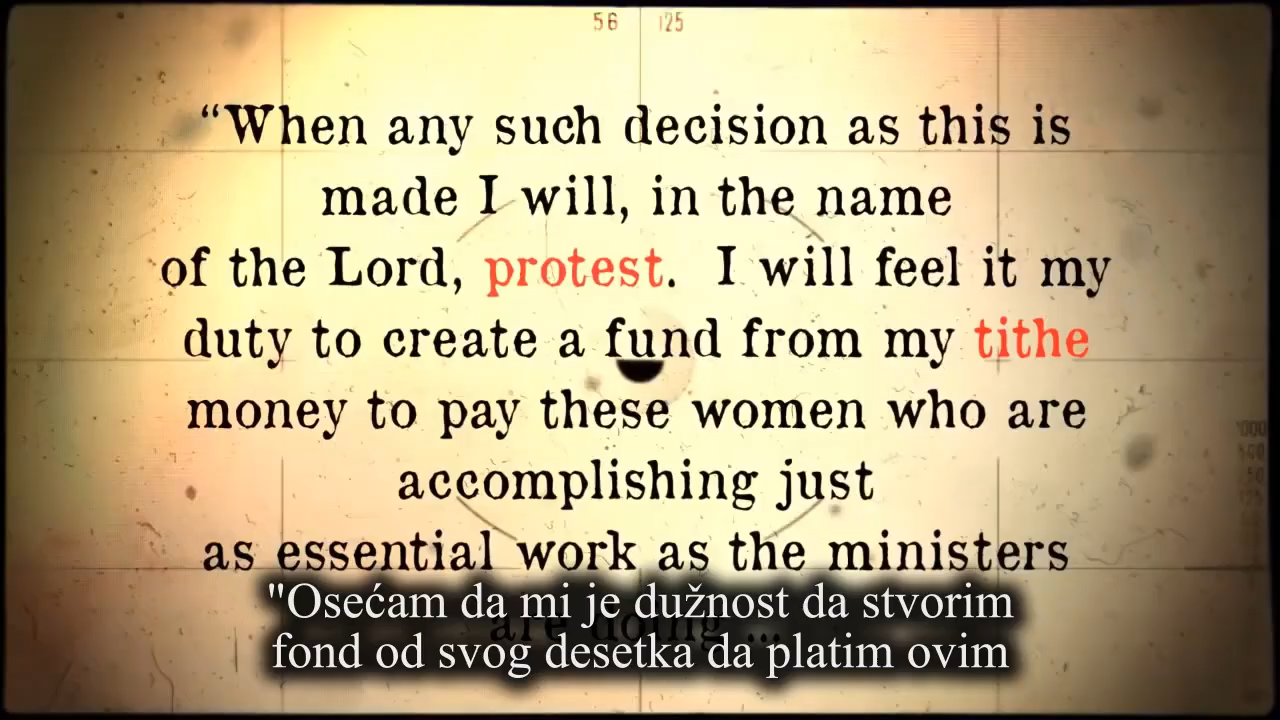 56 125
“When any such decision as this is
made I will, in the name
of the Lord, protest. I will feel it my
duty to create a fund from my tithe
money to pay these women who are
accomplishing just
as essential work as the ministers
are doing ...
"Osećam da mi je dužnost da stvorim
fond od svog desetka da platim ovim